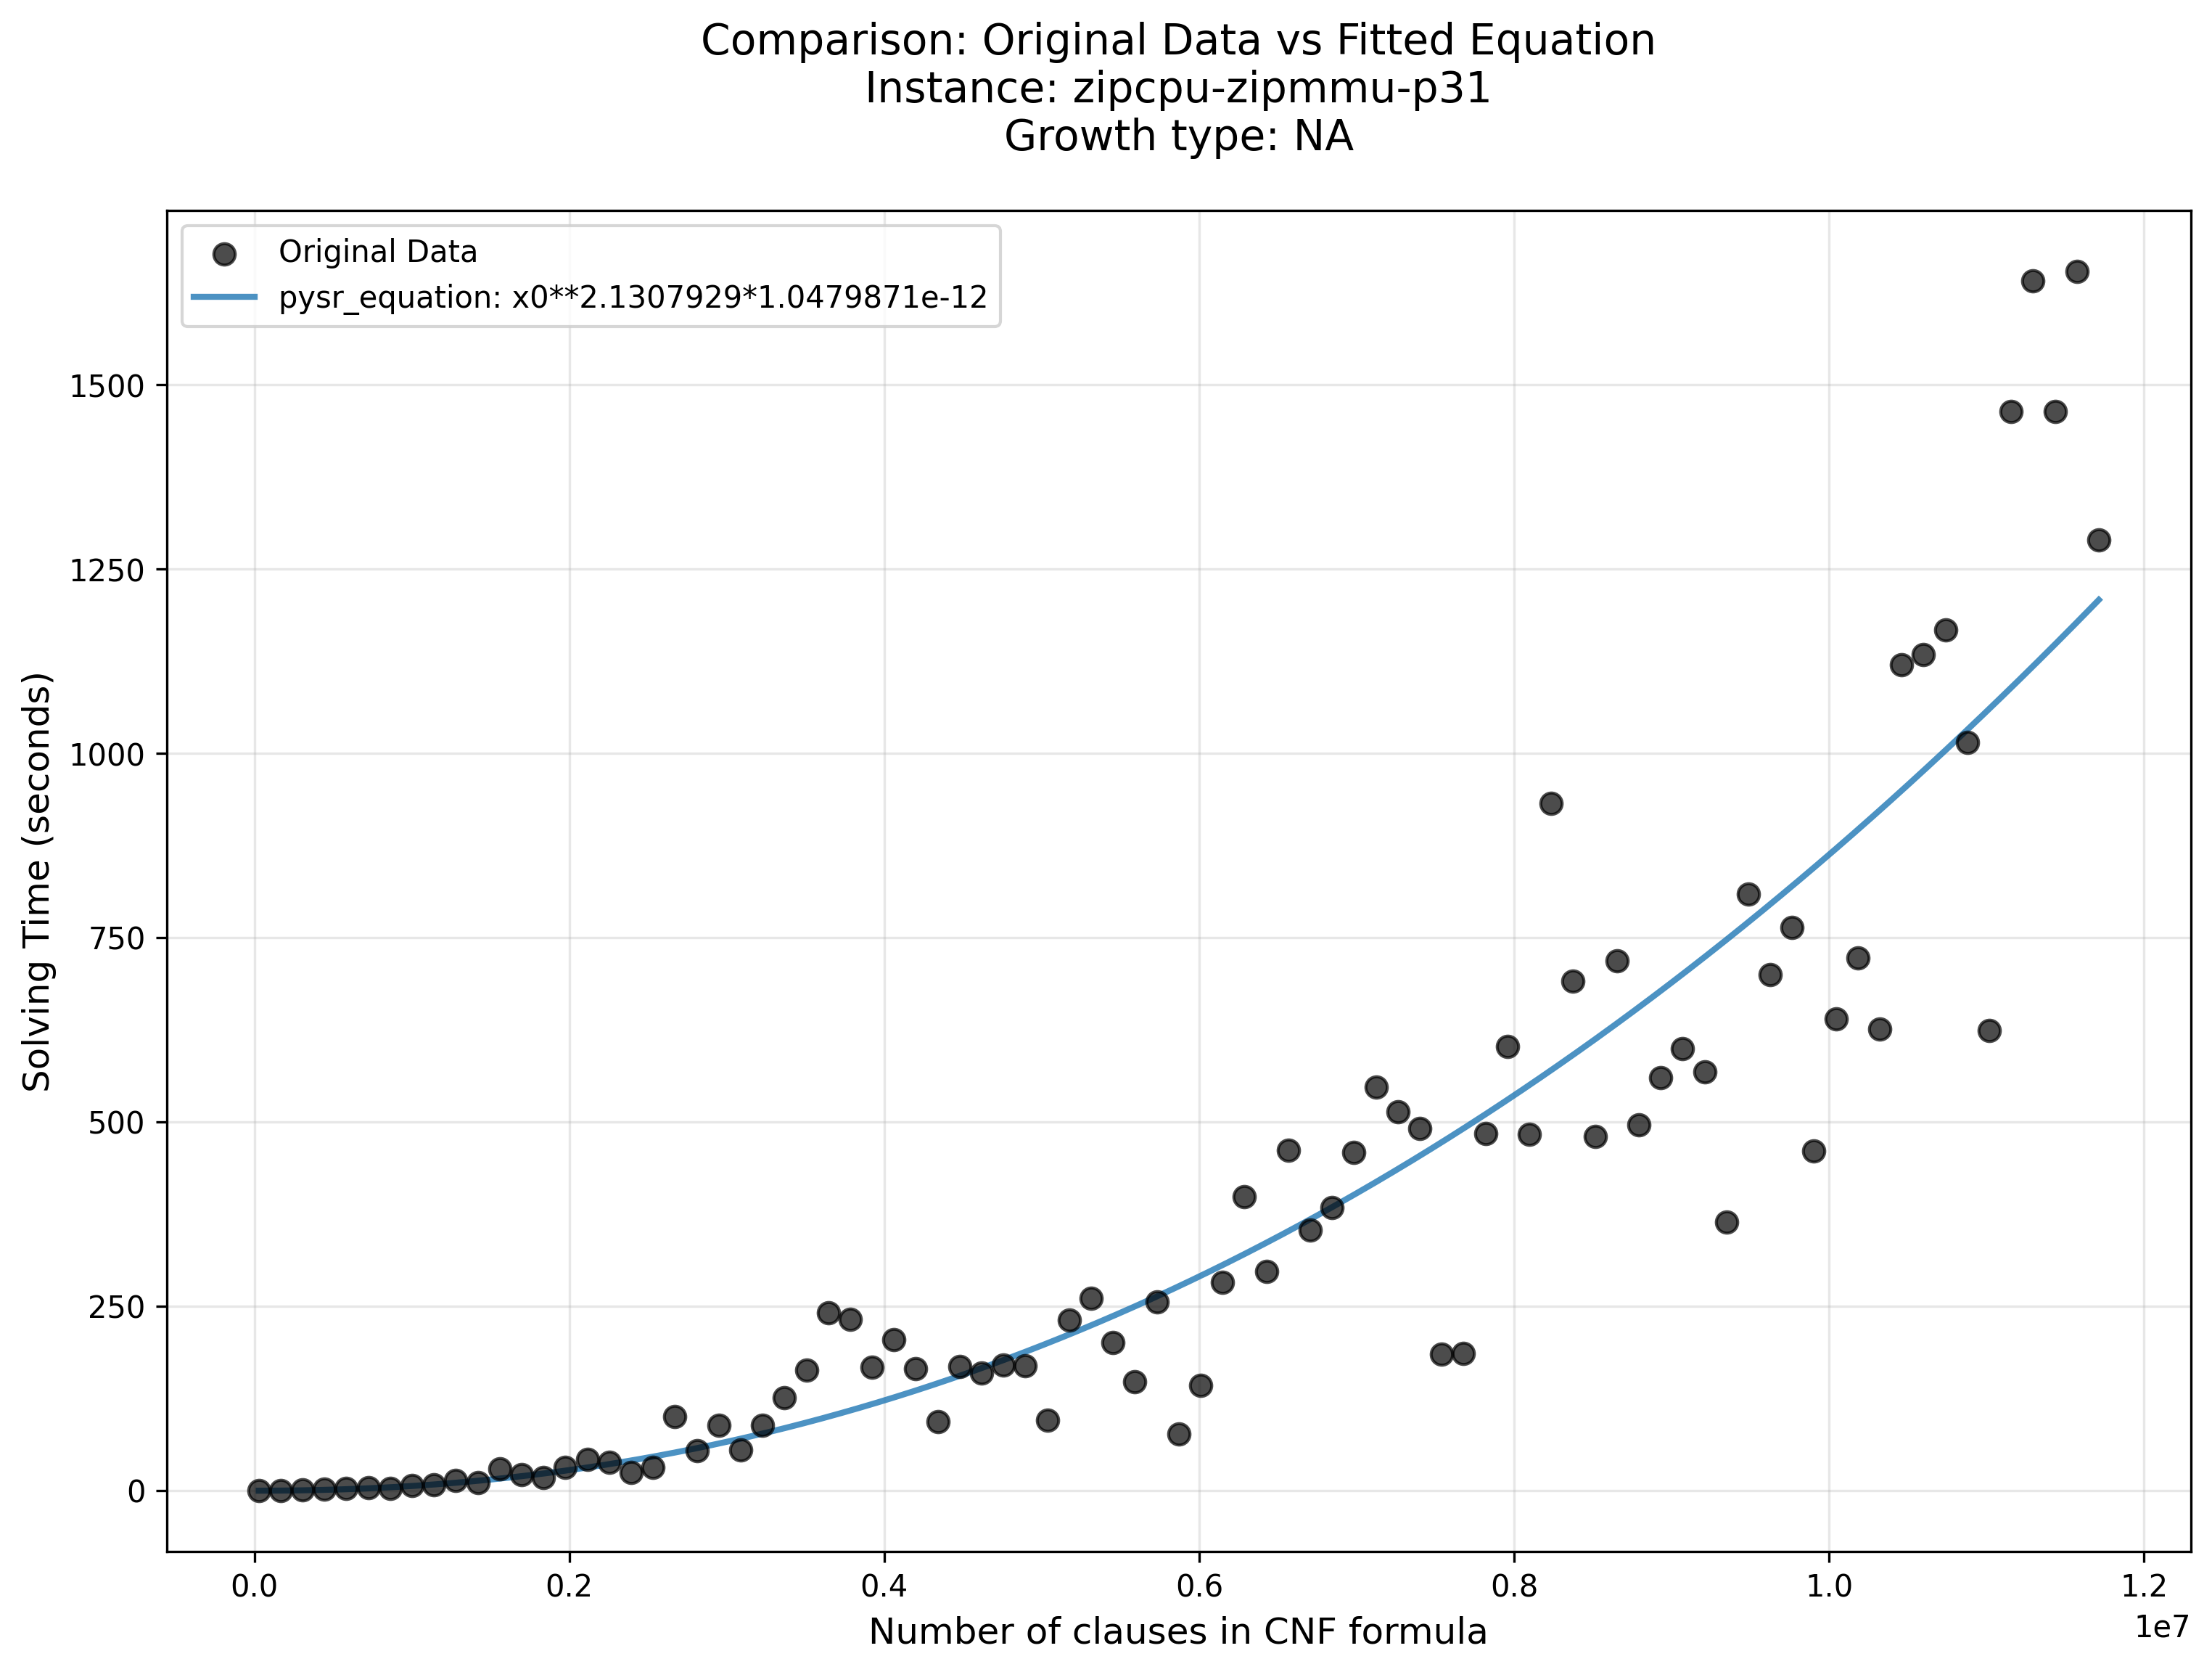 Comparison: Original Data vs Fitted Equation
Instance: zipcpu-zipmmu-p31
Growth type: NA
Original Data
pysr_equation: x0**2.1307929*1.0479871e-12
Solving Time (seconds)
1500
1250
1000
750
500
250
0
0.0 0.2 0.4 0.6 0.8 1.0 1.2
1e7
Number of clauses in CNF formula